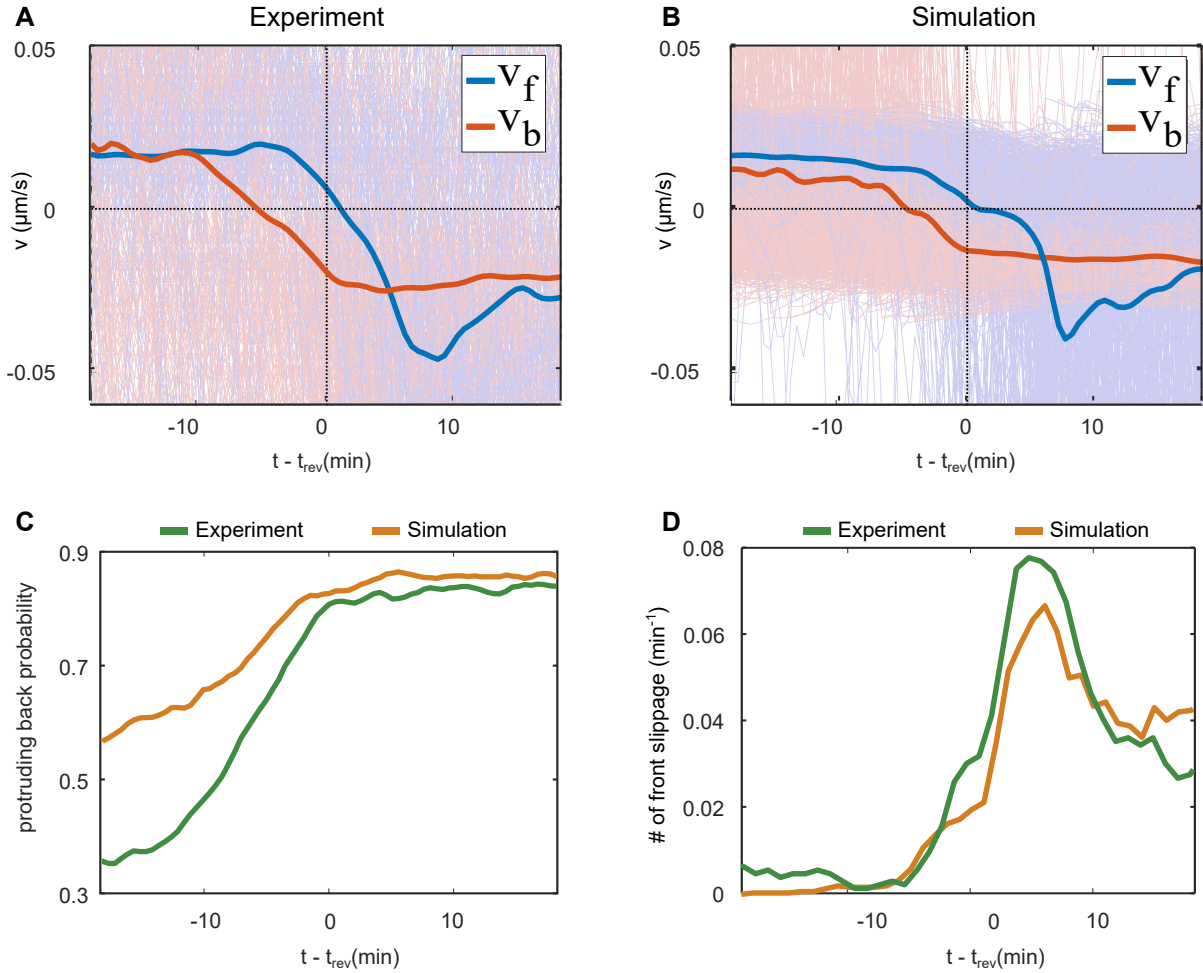 A Experiment
0.05
0
-0.05
v (μm/s)
v_f
v_b
-10 0 10
t - t_rev(min)
B Simulation
0.05
0
-0.05
v (μm/s)
v_f
v_b
-10 0 10
t - t_rev(min)
C
Experiment Simulation
0.9
0.7
0.5
0.3
protruding back probability
-10 0 10
t - t_rev(min)
D
Experiment Simulation
0.08
0.06
0.04
0.02
0
# of front slippage (min⁻¹)
-10 0 10
t - t_rev(min)